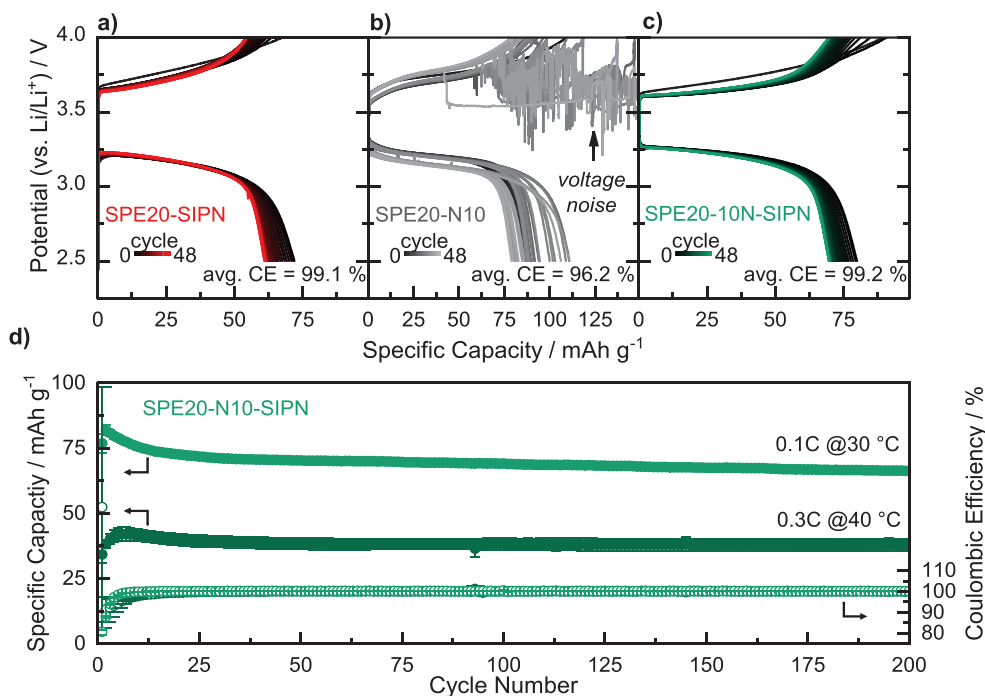 a) b) c)
Potential (vs. Li/Li⁺) / V
4.0
3.5
3.0
2.5
SPE20-SIPN
cycle
0 48
avg. CE = 99.1 %
voltage
noise
SPE20-N10
cycle
0 48
avg. CE = 96.2 %
SPE20-10N-SIPN
cycle
0 48
avg. CE = 99.2 %
0 25 50 75 0 25 50 75 100 125 0 25 50 75
Specific Capacity / mAh g⁻¹
d)
Specific Capactiy / mAh g⁻¹
100
75
50
25
0
SPE20-N10-SIPN
0.1C @30 °C
0.3C @40 °C
110
100
90
80
Coulombic Efficiency / %
0 25 50 75 100 125 150 175 200
Cycle Number